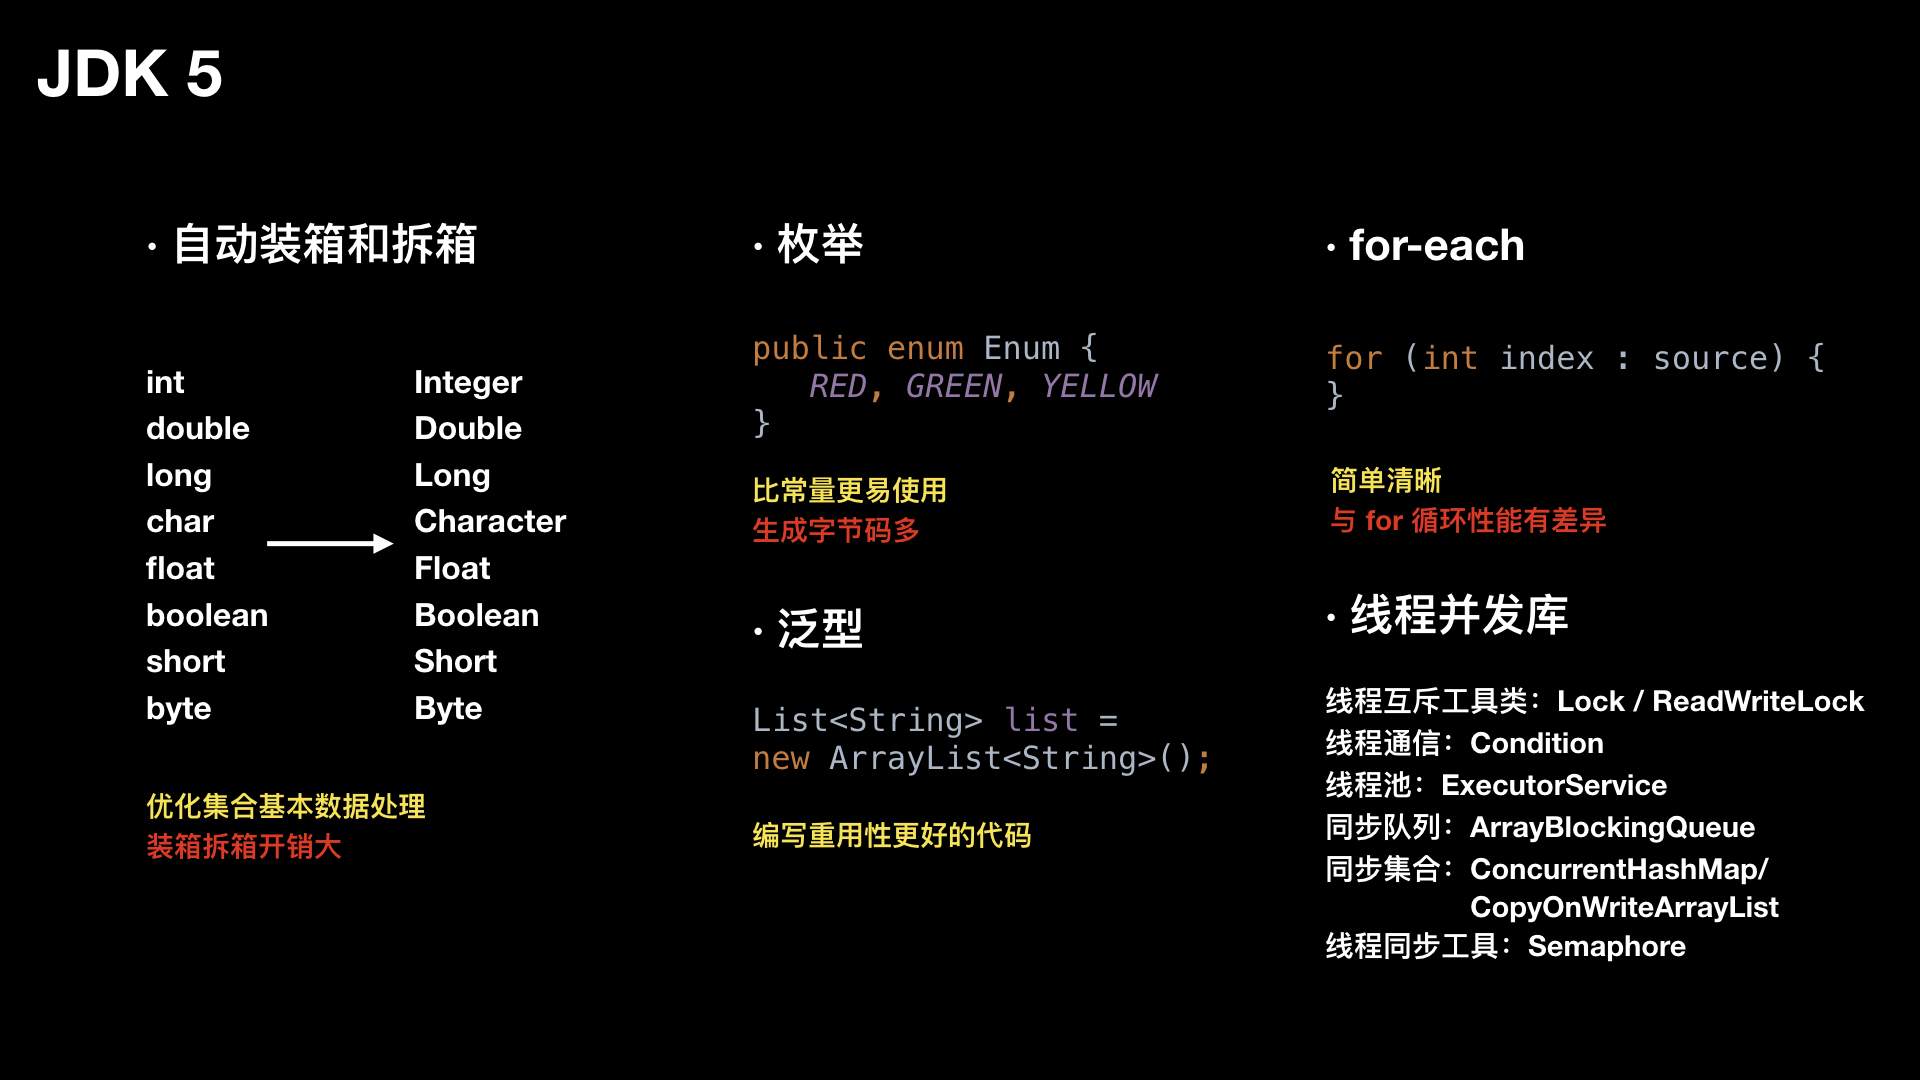 JDK 5
· 自动装箱和拆箱
int Integer
double Double
long Long
char Character
float Float
boolean Boolean
short Short
byte Byte
优化集合基本数据处理
装箱拆箱开销大
· 枚举
public enum Enum {
RED, GREEN, YELLOW
}
比常量更易使用
生成字节码多
· 泛型
List<String> list =
new ArrayList<String>();
编写重用性更好的代码
· for-each
for (int index : source) {
}
简单清晰
与 for 循环性能有差异
· 线程并发库
线程互斥工具类：Lock / ReadWriteLock
线程通信：Condition
线程池：ExecutorService
同步队列：ArrayBlockingQueue
同步集合：ConcurrentHashMap/
CopyOnWriteArrayList
线程同步工具：Semaphore